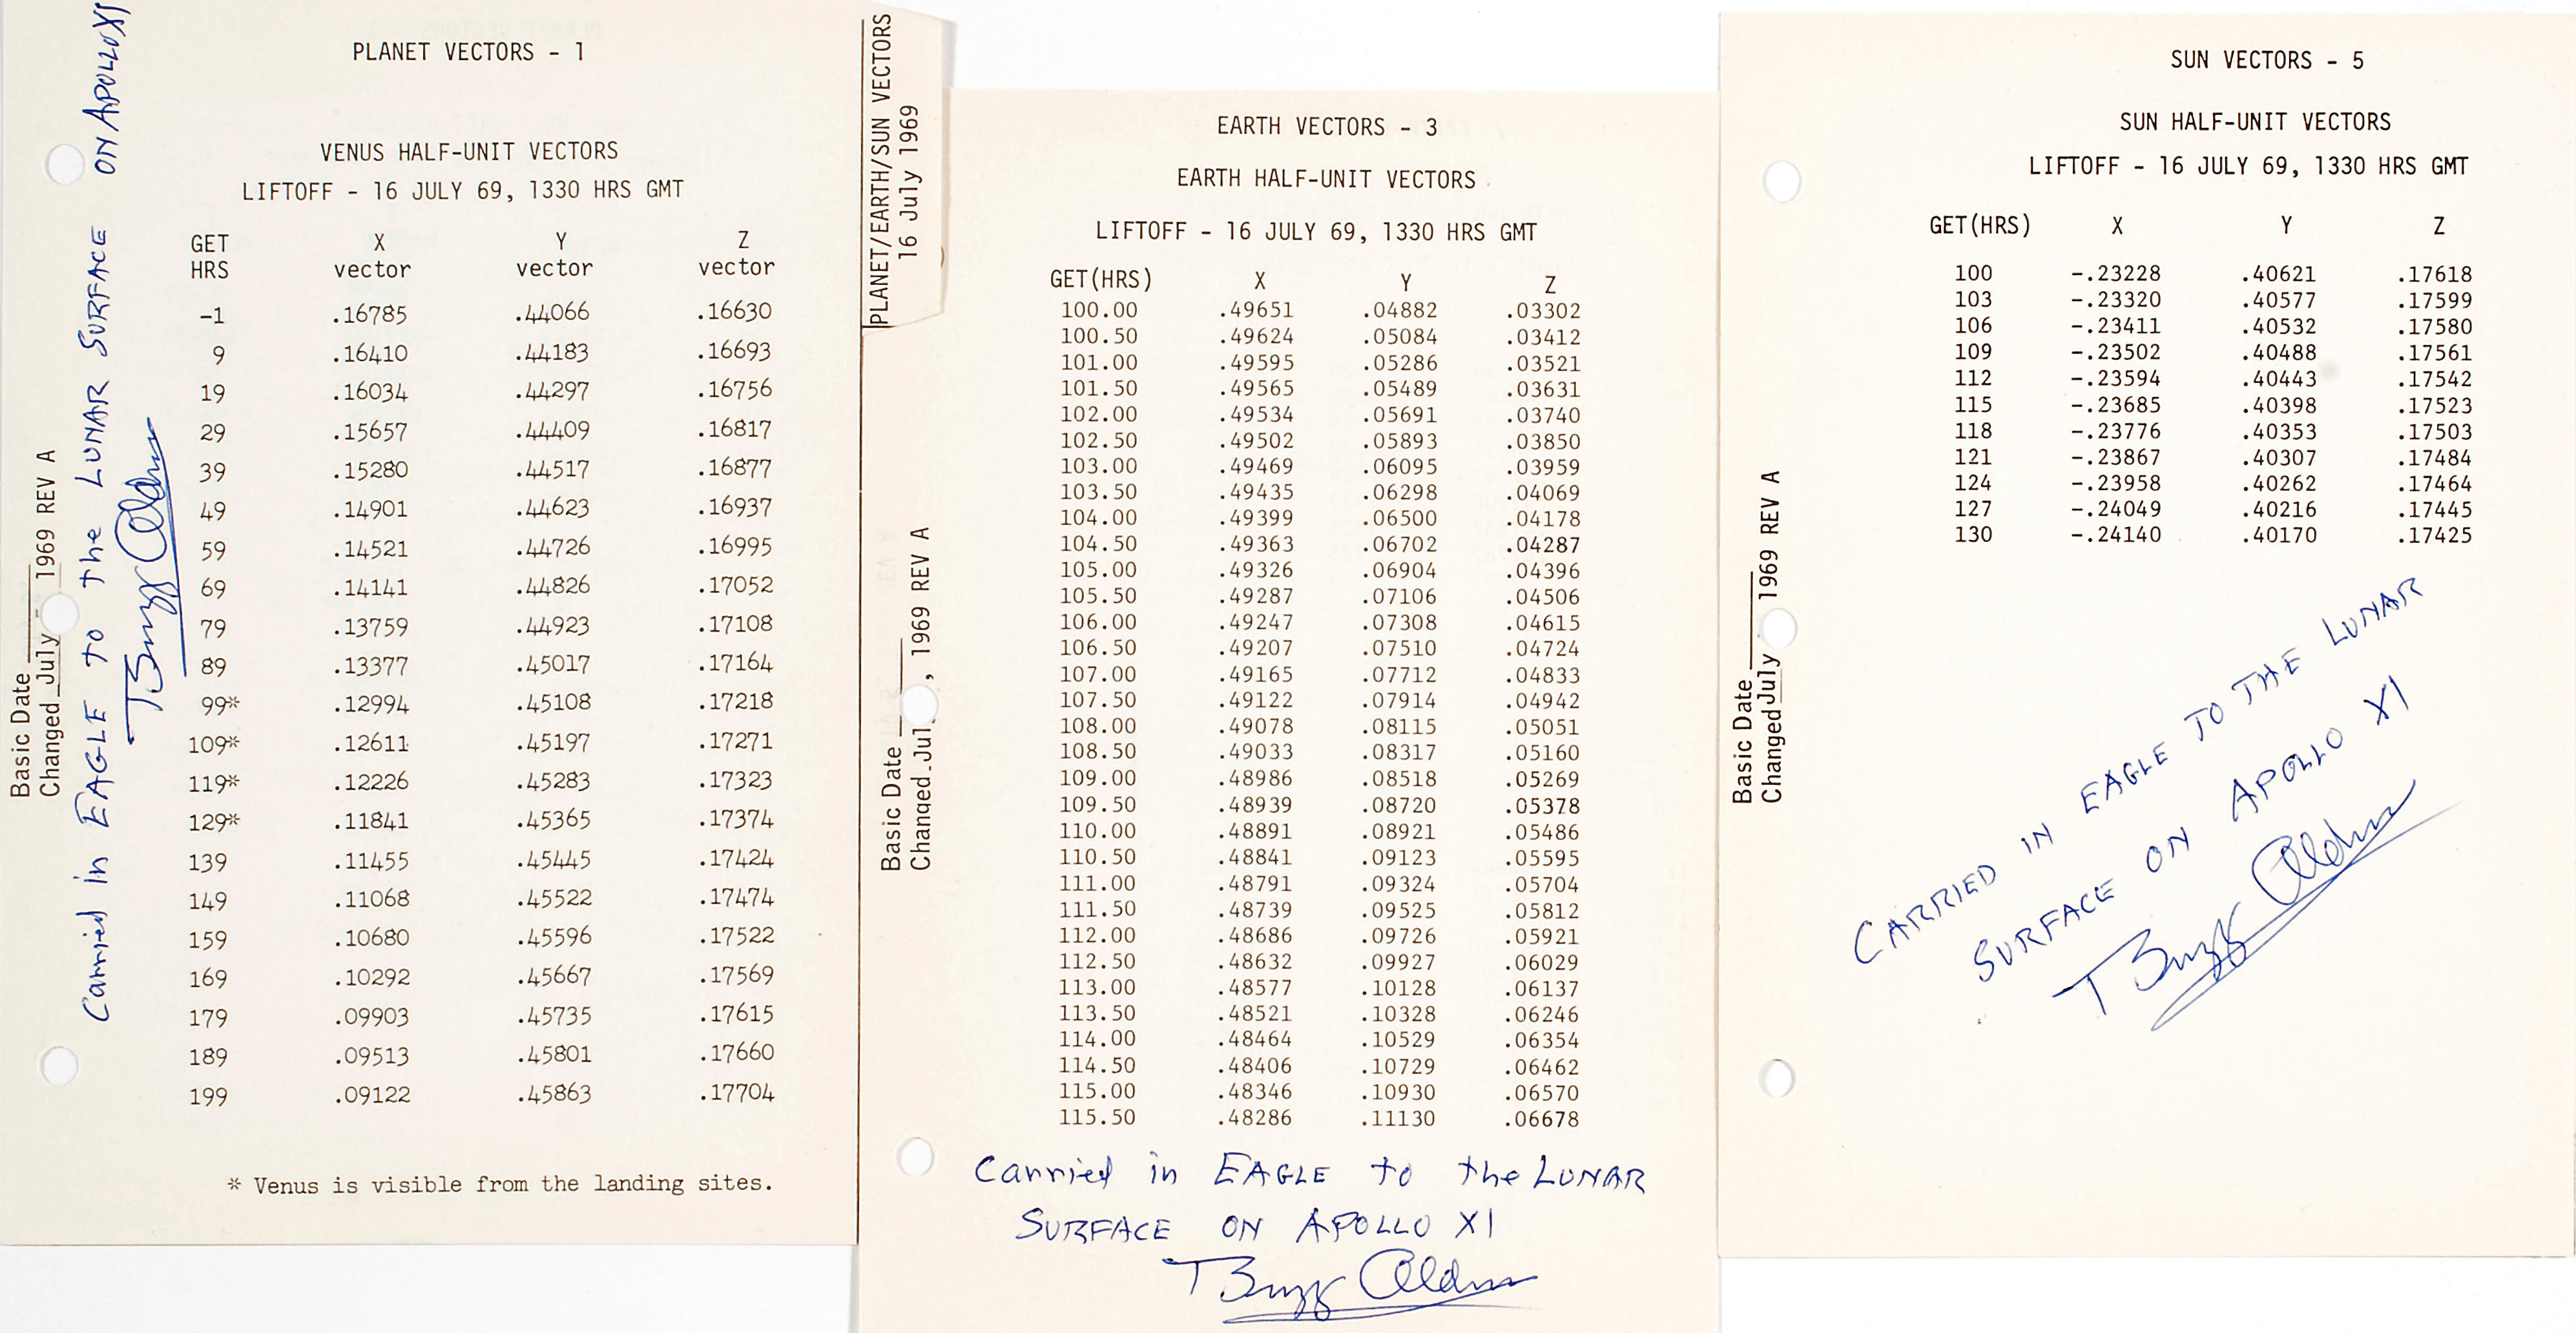 PLANET VECTORS - 1
VENUS HALF-UNIT VECTORS
LIFTOFF - 16 JULY 69, 1330 HRS GMT
GET X Y Z
HRS vector vector vector
-1 .16785 .44066 .16630
9 .16410 .44183 .16693
19 .16034 .44297 .16756
29 .15657 .44409 .16817
39 .15280 .44517 .16877
49 .14901 .44623 .16937
59 .14521 .44726 .16995
69 .14141 .44826 .17052
79 .13759 .44923 .17108
89 .13377 .45017 .17164
99* .12994 .45108 .17218
109* .12611 .45197 .17271
119* .12226 .45283 .17323
129* .11841 .45365 .17374
139 .11455 .45445 .17424
149 .11068 .45522 .17474
159 .10680 .45596 .17522
169 .10292 .45667 .17569
179 .09903 .45735 .17615
189 .09513 .45801 .17660
199 .09122 .45863 .17704
* Venus is visible from the landing sites.
Basic Date
Changed July 1969 REV A
Carried in EAGLE to the LUNAR SURFACE ON APOLLO XI
Buzz Aldrin
PLANET/EARTH/SUN VECTORS
16 July 1969
EARTH VECTORS - 3
EARTH HALF-UNIT VECTORS
LIFTOFF - 16 JULY 69, 1330 HRS GMT
GET(HRS) X Y Z
100.00 .49651 .04882 .03302
100.50 .49624 .05084 .03412
101.00 .49595 .05286 .03521
101.50 .49565 .05489 .03631
102.00 .49534 .05691 .03740
102.50 .49502 .05893 .03850
103.00 .49469 .06095 .03959
103.50 .49435 .06298 .04069
104.00 .49399 .06500 .04178
104.50 .49363 .06702 .04287
105.00 .49326 .06904 .04396
105.50 .49287 .07106 .04506
106.00 .49247 .07308 .04615
106.50 .49207 .07510 .04724
107.00 .49165 .07712 .04833
107.50 .49122 .07914 .04942
108.00 .49078 .08115 .05051
108.50 .49033 .08317 .05160
109.00 .48986 .08518 .05269
109.50 .48939 .08720 .05378
110.00 .48891 .08921 .05486
110.50 .48841 .09123 .05595
111.00 .48791 .09324 .05704
111.50 .48739 .09525 .05812
112.00 .48686 .09726 .05921
112.50 .48632 .09927 .06029
113.00 .48577 .10128 .06137
113.50 .48521 .10328 .06246
114.00 .48464 .10529 .06354
114.50 .48406 .10729 .06462
115.00 .48346 .10930 .06570
115.50 .48286 .11130 .06678
Basic Date
Changed Jul , 1969 REV A
Carried in EAGLE to the LUNAR
SURFACE ON APOLLO XI
Buzz Aldrin
SUN VECTORS - 5
SUN HALF-UNIT VECTORS
LIFTOFF - 16 JULY 69, 1330 HRS GMT
GET(HRS) X Y Z
100 -.23228 .40621 .17618
103 -.23320 .40577 .17599
106 -.23411 .40532 .17580
109 -.23502 .40488 .17561
112 -.23594 .40443 .17542
115 -.23685 .40398 .17523
118 -.23776 .40353 .17503
121 -.23867 .40307 .17484
124 -.23958 .40262 .17464
127 -.24049 .40216 .17445
130 -.24140 .40170 .17425
Basic Date
Changed July 1969 REV A
CARRIED IN EAGLE TO THE LUNAR
SURFACE ON APOLLO XI
Buzz Aldrin